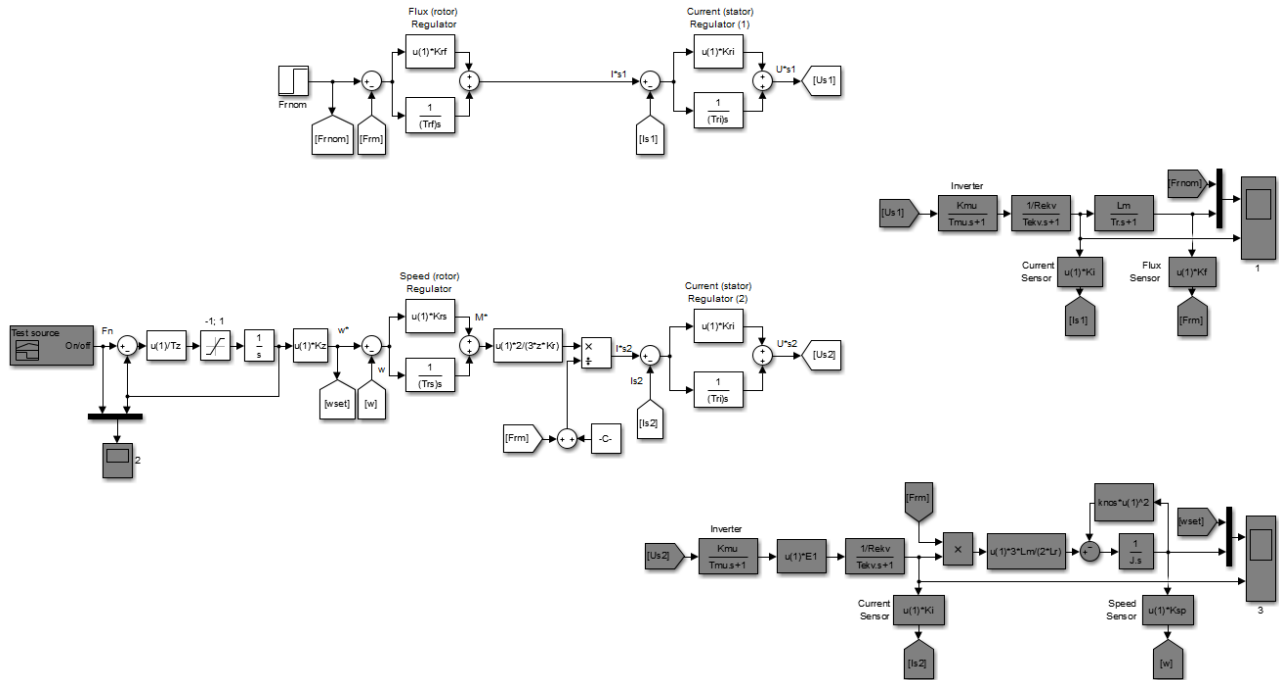 Flux (rotor)
Regulator
Current (stator)
Regulator (1)
u(1)*Krf
u(1)*Kri
Frnom
I*s1
U*s1
[Us1]
1
(Trf)s
1
(Tri)s
[Frnom]
[Frm]
[Is1]
Inverter
[Frnom]
[Us1]
Kmu
Tmu.s+1
1/Rekv
Tekv.s+1
Lm
Tr.s+1
Current
Sensor
u(1)*Ki
Flux
Sensor
u(1)*Kf
1
[Is1]
[Frm]
Speed (rotor)
Regulator
Current (stator)
Regulator (2)
Test source
On/off
Fn
u(1)/Tz
-1; 1
1
s
u(1)*Kz
w*
u(1)*Krs
M*
u(1)*2/(3*z*Kr)
I*s2
u(1)*Kri
U*s2
[Us2]
w
1
(Trs)s
Is2
1
(Tri)s
[wset]
[w]
[Is2]
[Frm]
-C-
2
[Frm]
knos*u(1)^2
[wset]
Inverter
[Us2]
Kmu
Tmu.s+1
u(1)*E1
1/Rekv
Tekv.s+1
u(1)*3*Lm/(2*Lr)
1
J.s
Current
Sensor
u(1)*Ki
Speed
Sensor
u(1)*Ksp
3
[Is2]
[w]